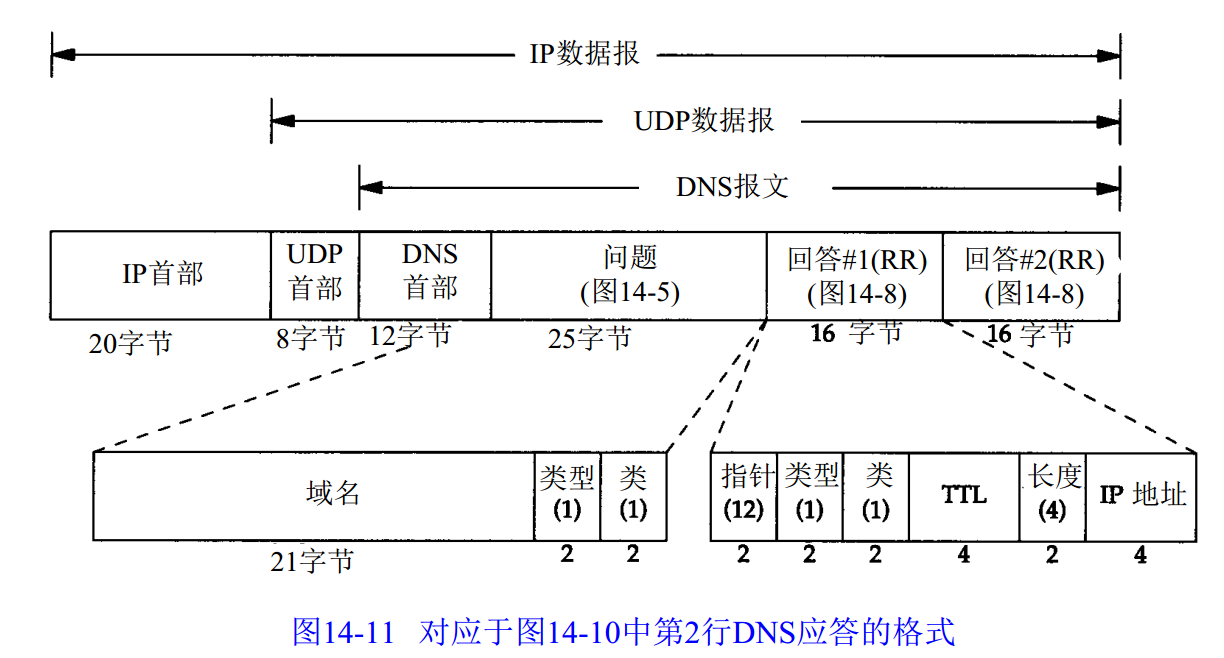 IP数据报
UDP数据报
DNS报文
IP首部
UDP
首部
DNS
首部
问题
(图14-5)
回答#1(RR)
(图14-8)
回答#2(RR)
(图14-8)
20字节
8字节
12字节
25字节
16 字节
16 字节
域名
类型
(1)
类
(1)
指针
(12)
类型
(1)
类
(1)
TTL
长度
(4)
IP 地址
21字节
2
2
2
2
2
4
2
4
图14-11 对应于图14-10中第2行DNS应答的格式